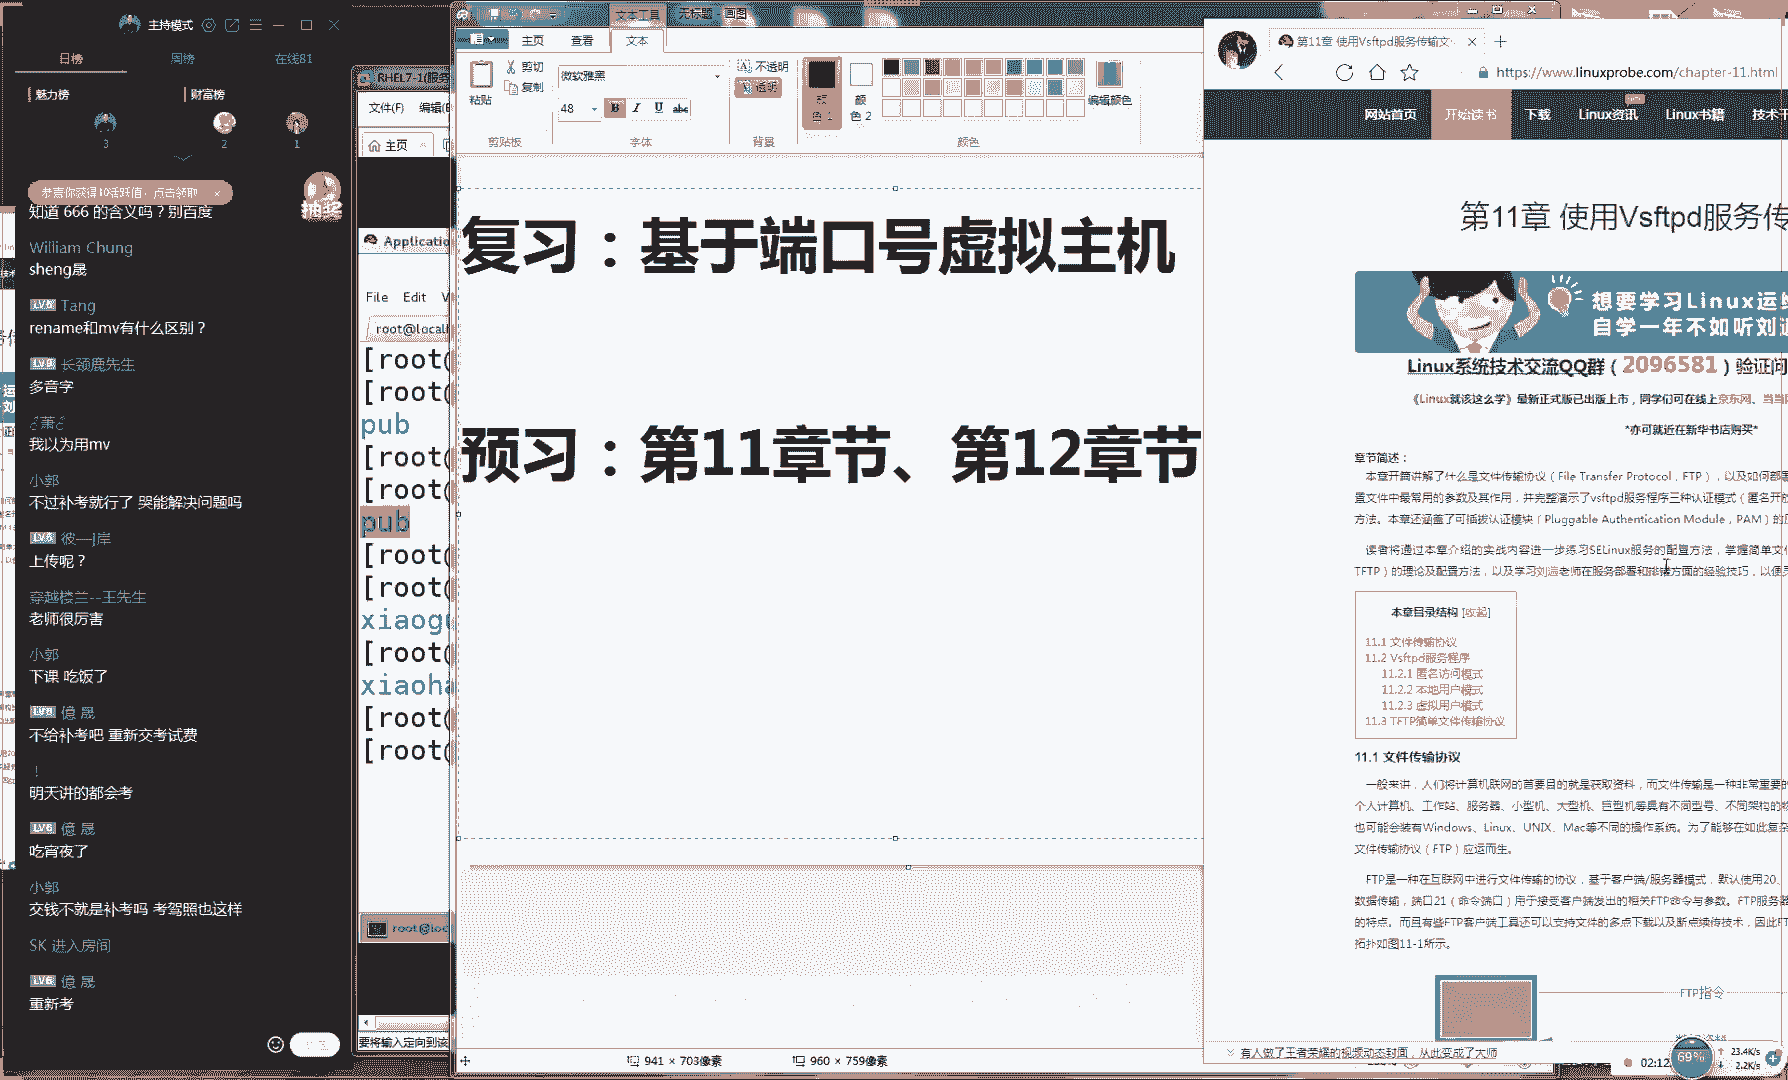 主持模式
日榜
周榜
在线81
魅力榜
财富榜
3
2
1
恭喜你获得10活跃值，点击领取 ×
抽奖
知道 666 的含义吗？别百度
William Chung
sheng晟
LV.6 Tang
rename和mv有什么区别？
长颈鹿先生
多音字
我以为用mv
小郭
不过补考就行了 哭能解决问题吗
上传呢？
穿越楼兰--王先生
老师很厉害
小郭
下课 吃饭了
億 晟
不给补考吧 重新交考试费
！
明天讲的都会考
LV.6 億 晟
吃宵夜了
小郭
交钱不就是补考吗 考驾照也这样
SK 进入房间
LV.6 億 晟
重新考
RHEL7-1(服务
文件(F) 编辑(E
主页
Applicatio
File Edit V
root@locali
[root@
[root@
pub
[root@
[root@
pub
[root@
[root@
xiaogu
[root@
xiaoha
[root@
[root@
root@loc
要将输入定向到该
文本工具
无标题 - 画图
主页
查看
文本
粘贴
剪切
复制
剪贴板
微软雅黑
48
B I U abc
字体
不透明
透明
背景
颜色 1
颜色 2
编辑颜色
颜色
复习：基于端口号虚拟主机
预习：第11章节、第12章节
941 × 703像素
960 × 759像素
第11章 使用Vsftpd服务传输文
https://www.linuxprobe.com/chapter-11.html
网站首页
开始读书
下载
Linux资讯
Linux书籍
技术干
第11章 使用Vsftpd服务传
想要学习Linux运维
自学一年不如听刘遄
Linux系统技术交流QQ群（2096581）验证问
《Linux就该这么学》最新正式版已出版上市，同学们可在线上京东网、当当
*亦可就近在新华书店购买*
章节简述：
本章开篇讲解了什么是文件传输协议（File Transfer Protocol，FTP），以及如何部署
置文件中最常用的参数及其作用，并完整演示了vsftpd服务程序三种认证模式（匿名开放
方法。本章还涵盖了可插拔认证模块（Pluggable Authentication Module，PAM）的
读者将通过本章介绍的实战内容进一步练习SELinux服务的配置方法，掌握简单文件
TFTP）的理论及配置方法，以及学习刘遄老师在服务部署和排错方面的经验技巧，以便
本章目录结构 [收起]
11.1 文件传输协议
11.2 Vsftpd服务程序
11.2.1 匿名访问模式
11.2.2 本地用户模式
11.2.3 虚拟用户模式
11.3 TFTP简单文件传输协议
11.1 文件传输协议
一般来讲，人们将计算机联网的首要目的就是获取资料，而文件传输是一种非常重要的
个人计算机、工作站、服务器、小型机、大型机、巨型机等具有不同型号、不同架构的物
也可能会装有Windows、Linux、UNIX、Mac等不同的操作系统。为了能够在如此复杂
文件传输协议（FTP）应运而生。
FTP是一种在互联网中进行文件传输的协议，基于客户端/服务器模式，默认使用20、
数据传输，端口21（命令端口）用于接受客户端发出的相关FTP命令与参数。FTP服务器
的特点。而且有些FTP客户端工具还可以支持文件的多点下载以及断点续传技术，因此FT
拓扑如图11-1所示。
FTP指令
有人做了王者荣耀的视频动态封面，从此变成了大师
02:12
69%
23.4K/s
2.2K/s